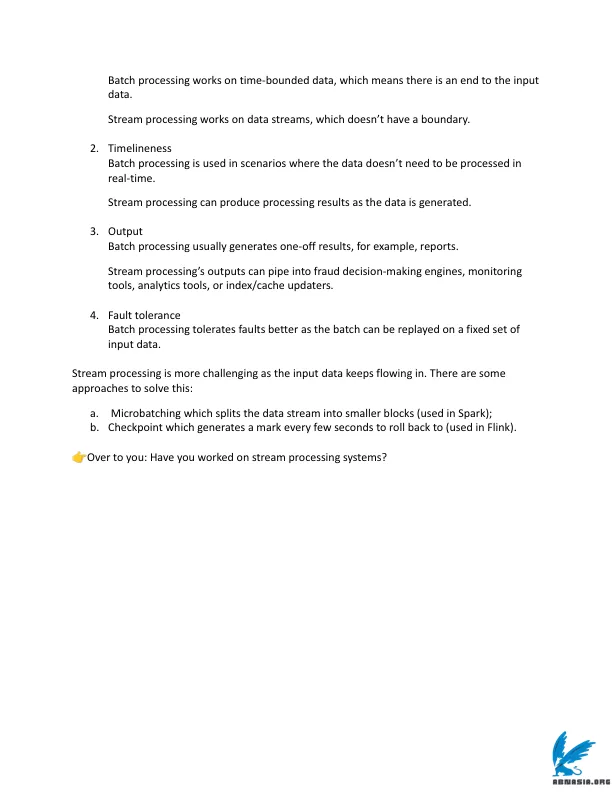 Batch processing works on time-bounded data, which means there is an end to the input
data.
Stream processing works on data streams, which doesn’t have a boundary.
2. Timelineness
Batch processing is used in scenarios where the data doesn’t need to be processed in
real-time.
Stream processing can produce processing results as the data is generated.
3. Output
Batch processing usually generates one-off results, for example, reports.
Stream processing’s outputs can pipe into fraud decision-making engines, monitoring
tools, analytics tools, or index/cache updaters.
4. Fault tolerance
Batch processing tolerates faults better as the batch can be replayed on a fixed set of
input data.
Stream processing is more challenging as the input data keeps flowing in. There are some
approaches to solve this:
a. Microbatching which splits the data stream into smaller blocks (used in Spark);
b. Checkpoint which generates a mark every few seconds to roll back to (used in Flink).
👉Over to you: Have you worked on stream processing systems?
ABNASIA.ORG